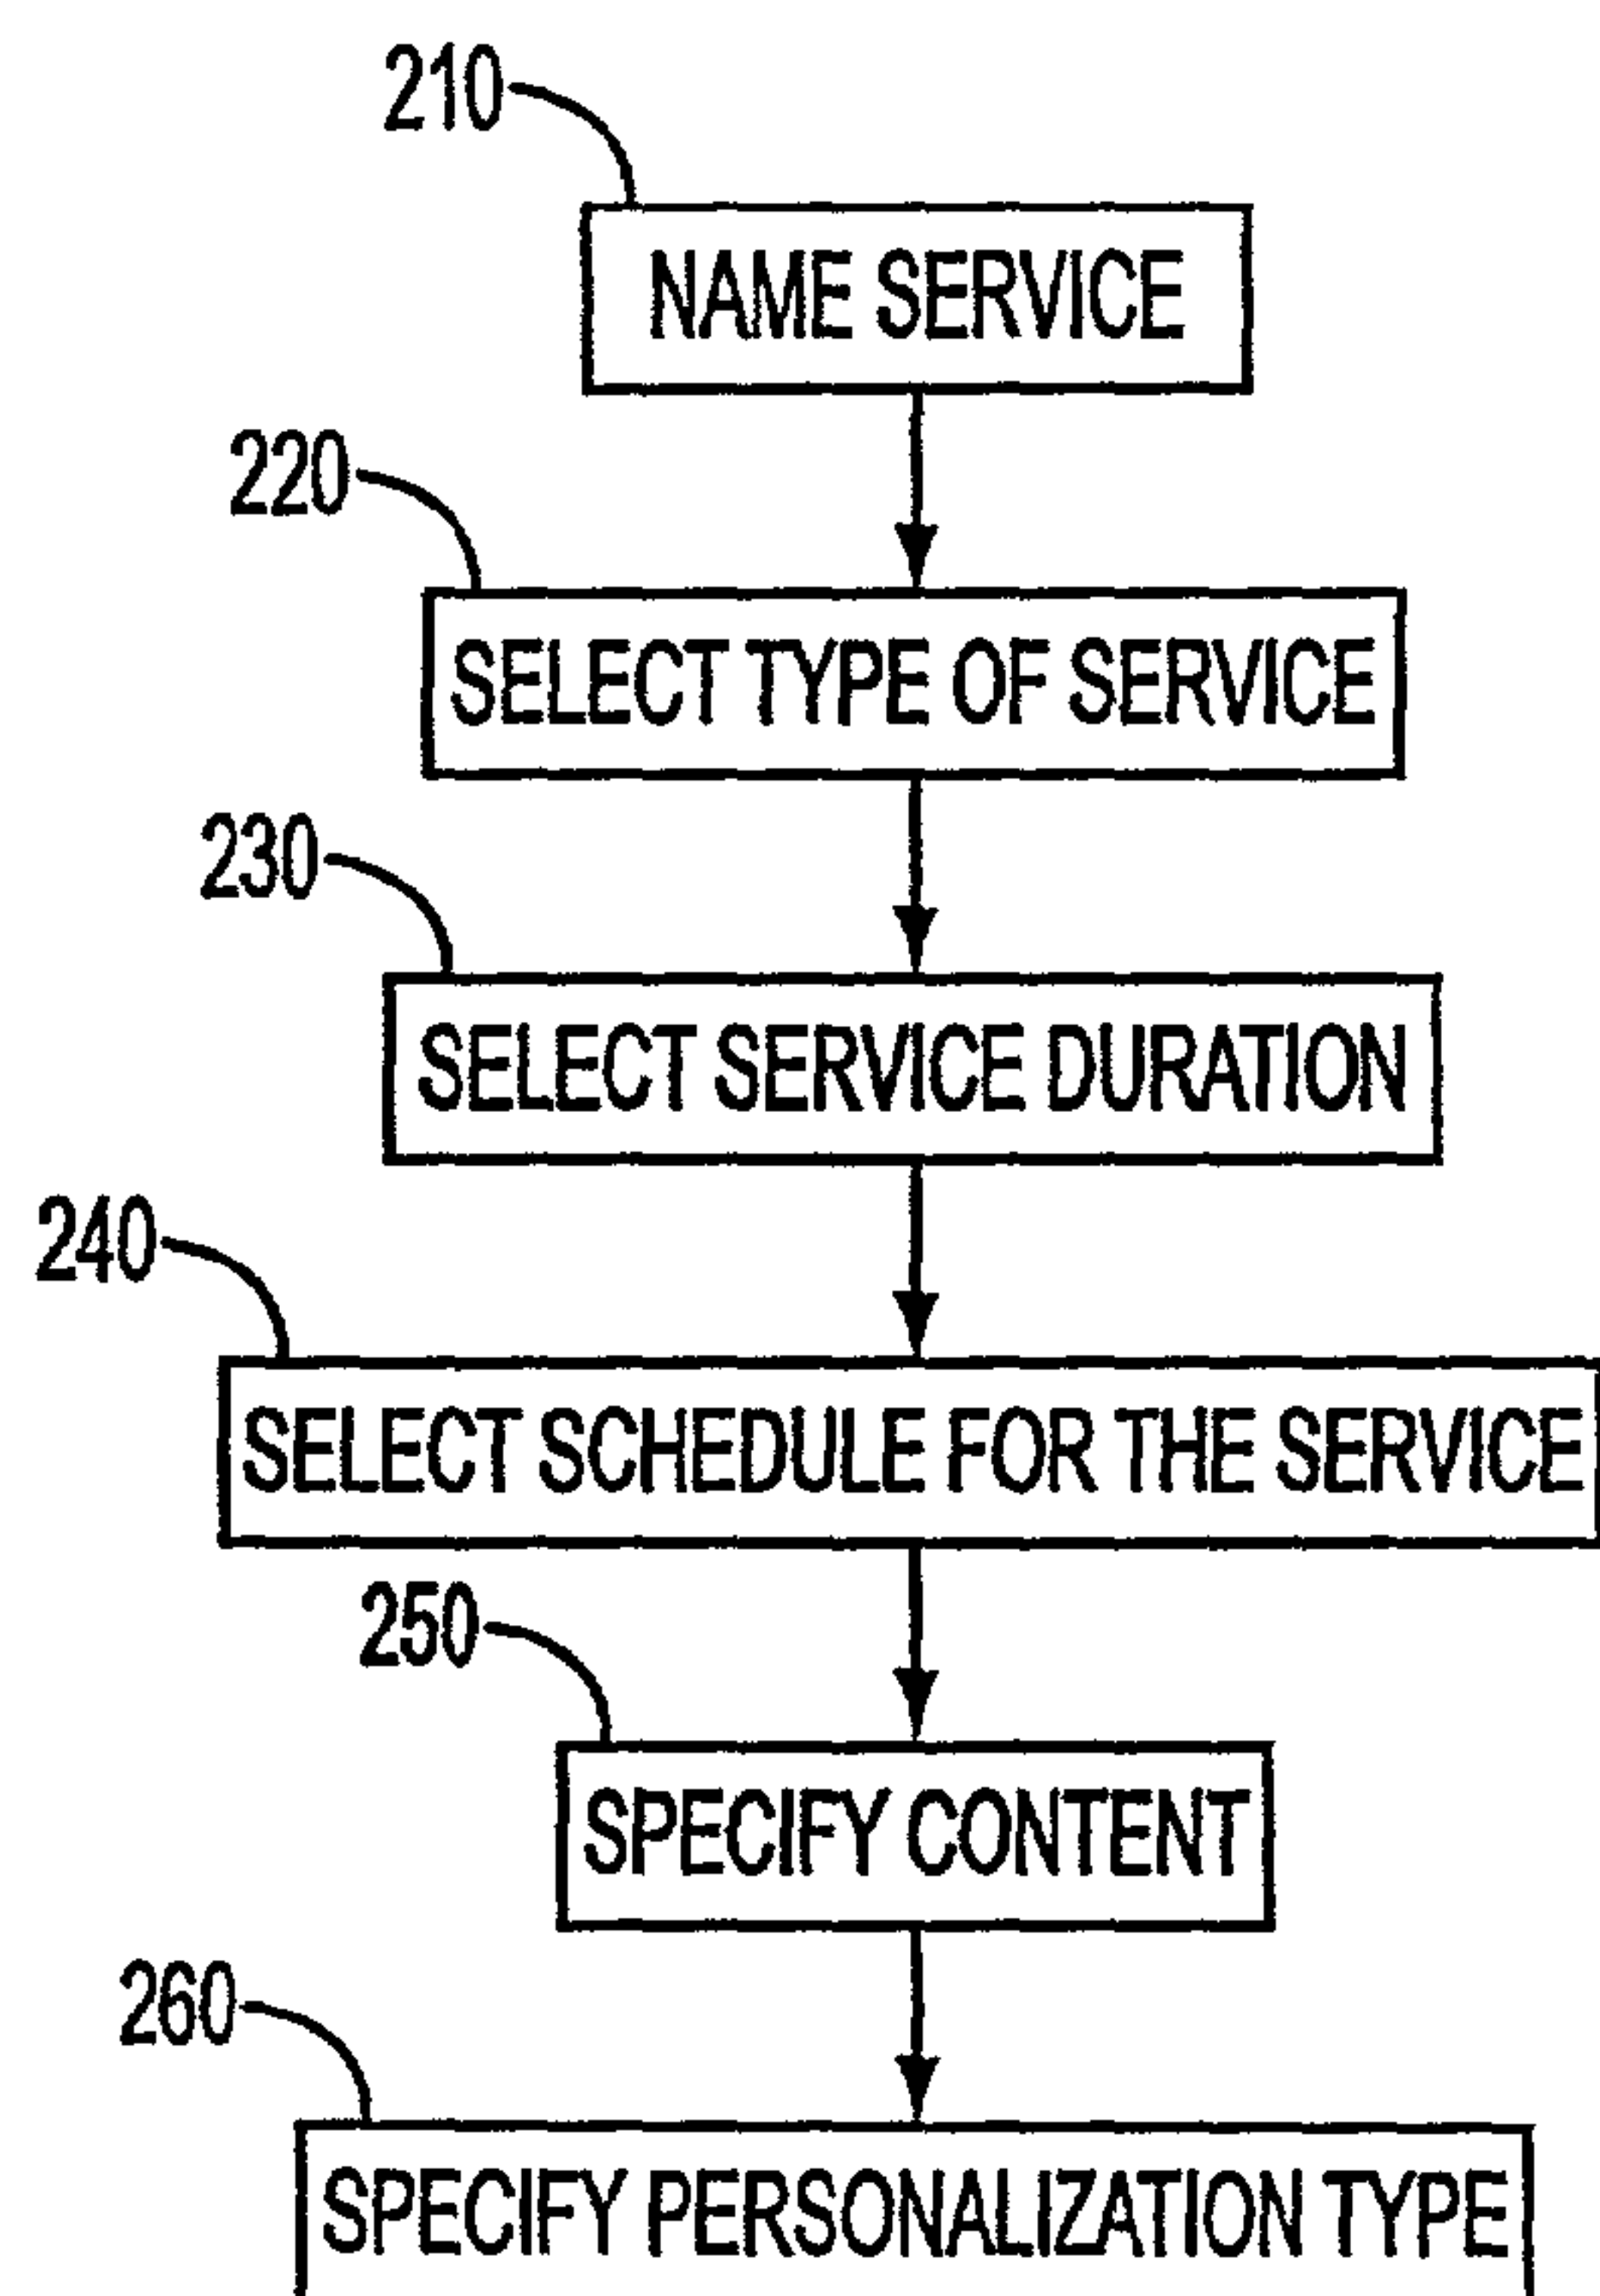 210
NAME SERVICE
220
SELECT TYPE OF SERVICE
230
SELECT SERVICE DURATION
240
SELECT SCHEDULE FOR THE SERVICE
250
SPECIFY CONTENT
260
SPECIFY PERSONALIZATION TYPE